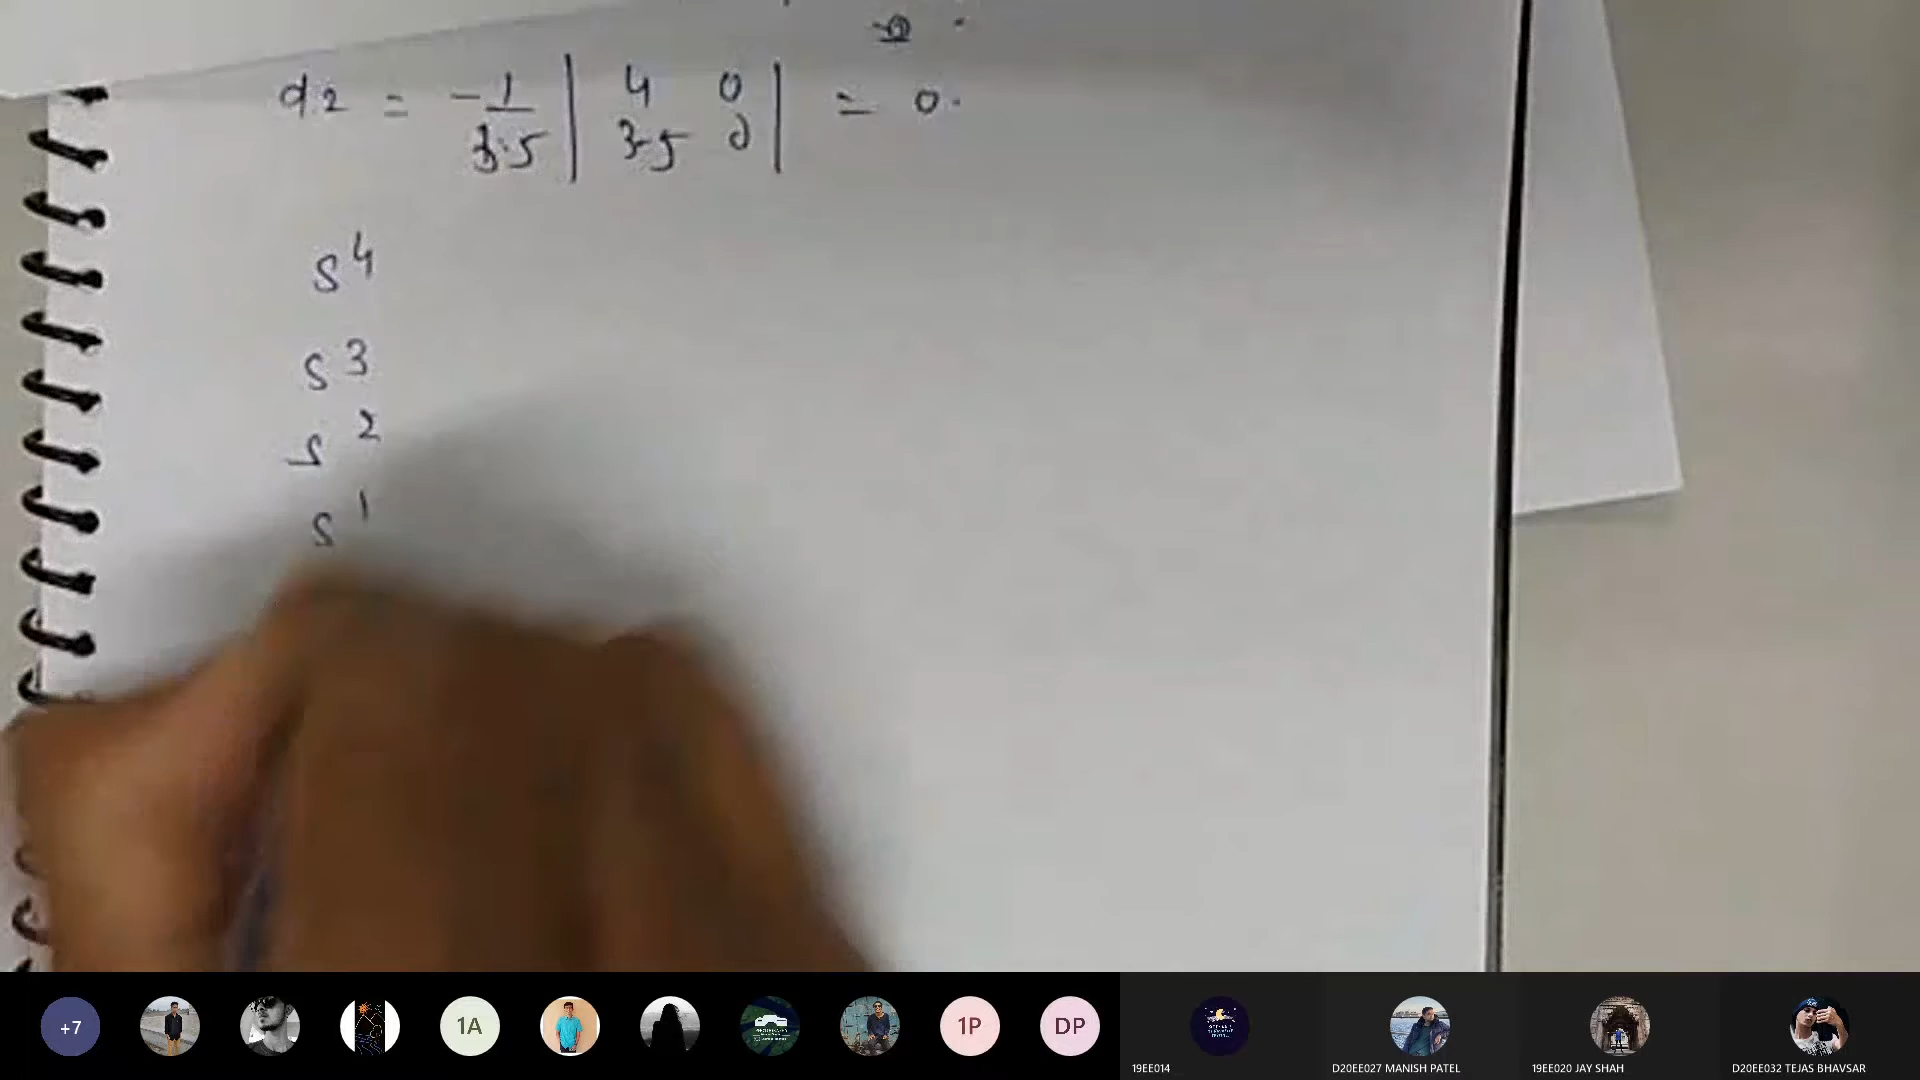 d2 = -1/3.5 | 4 0 | = 0.
3.5 0
s4
s3
s2
s1
+7
1A
1P
DP
19EE014
D20EE027 MANISH PATEL
19EE020 JAY SHAH
D20EE032 TEJAS BHAVSAR